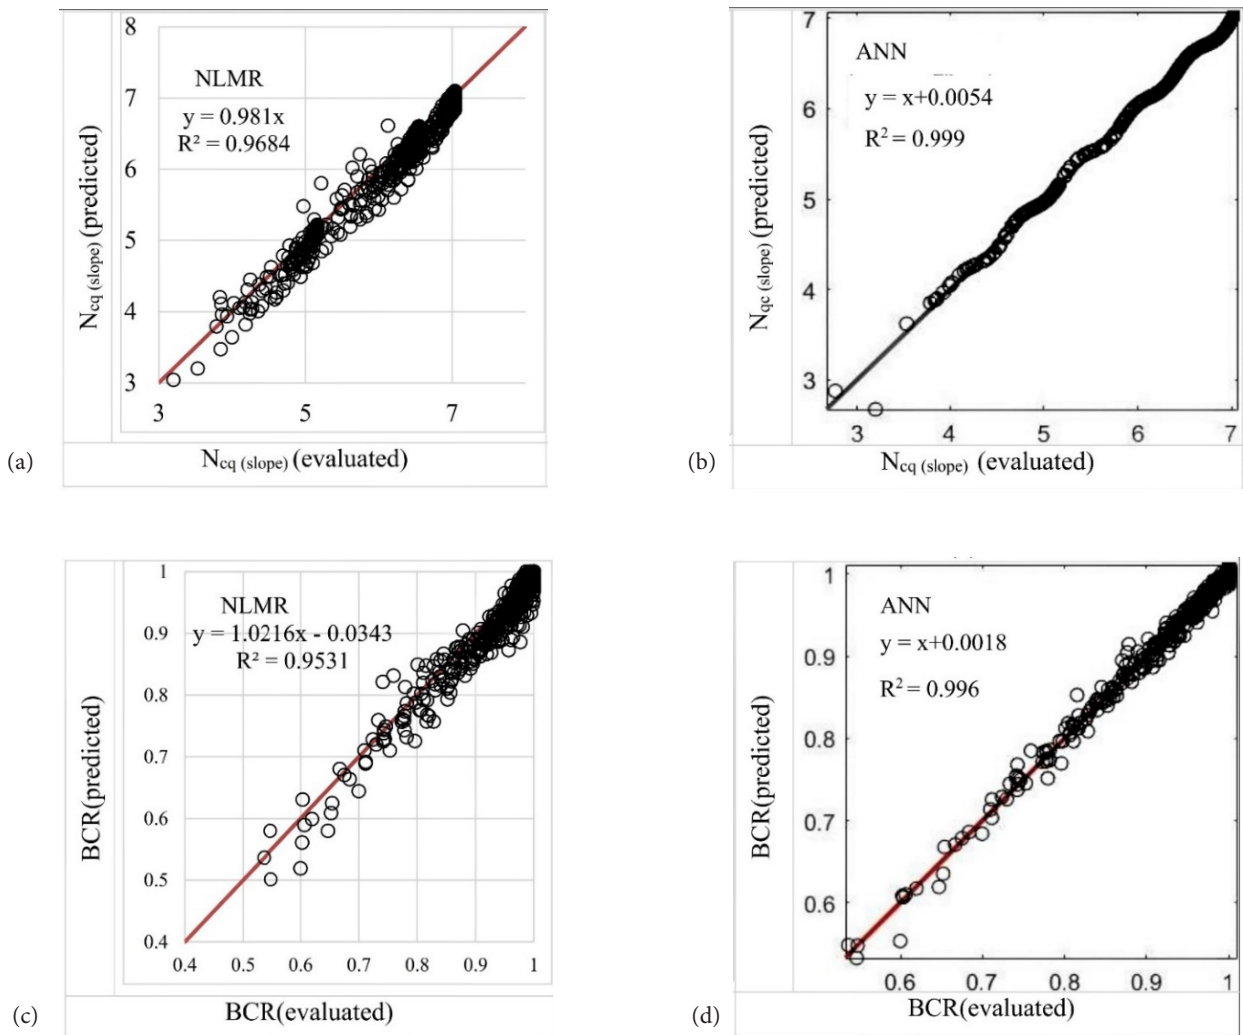 8
7
6
5
4
3
3
5
7
NLMR
y = 0.981x
R² = 0.9684
N_cq (slope) (predicted)
N_cq (slope) (evaluated)
(a)
7
6
5
4
3
3
4
5
6
7
ANN
y = x+0.0054
R² = 0.999
N_qc (slope) (predicted)
N_cq (slope) (evaluated)
(b)
1
0.9
0.8
0.7
0.6
0.5
0.4
0.4
0.5
0.6
0.7
0.8
0.9
1
NLMR
y = 1.0216x - 0.0343
R² = 0.9531
BCR(predicted)
BCR(evaluated)
(c)
1
0.9
0.8
0.7
0.6
0.6
0.7
0.8
0.9
1
ANN
y = x+0.0018
R² = 0.996
BCR(predicted)
BCR(evaluated)
(d)